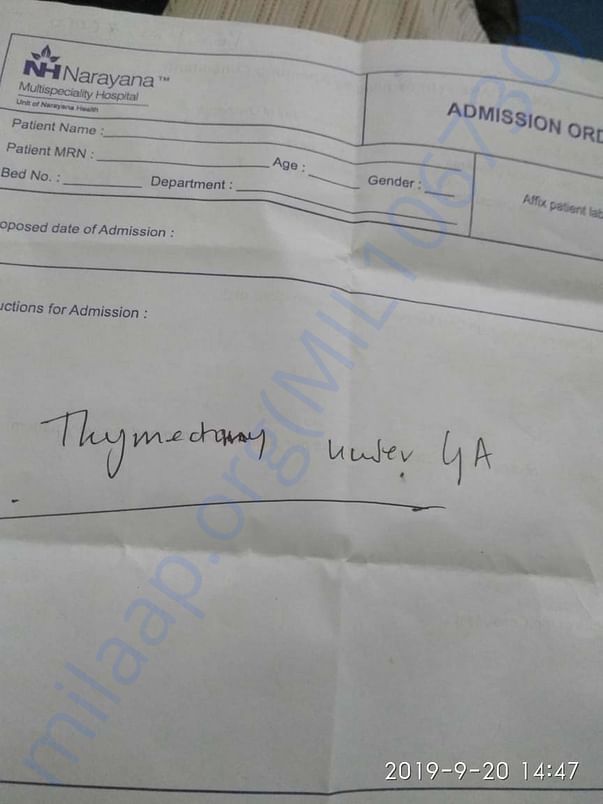 NH Narayana™
Multispeciality Hospital
Unit of Narayana Health
ADMISSION ORD
Patient Name :
Patient MRN :
Age :
Gender :
Bed No. :
Department :
Affix patient lab
oposed date of Admission :
uctions for Admission :
Thymectomy under GA
milaap.org(MIL106730)
2019-9-20 14:47